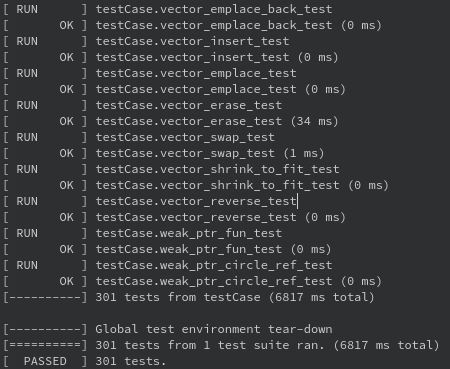 [ RUN      ] testCase.vector_emplace_back_test
[       OK ] testCase.vector_emplace_back_test (0 ms)
[ RUN      ] testCase.vector_insert_test
[       OK ] testCase.vector_insert_test (0 ms)
[ RUN      ] testCase.vector_emplace_test
[       OK ] testCase.vector_emplace_test (0 ms)
[ RUN      ] testCase.vector_erase_test
[       OK ] testCase.vector_erase_test (34 ms)
[ RUN      ] testCase.vector_swap_test
[       OK ] testCase.vector_swap_test (1 ms)
[ RUN      ] testCase.vector_shrink_to_fit_test
[       OK ] testCase.vector_shrink_to_fit_test (0 ms)
[ RUN      ] testCase.vector_reverse_test
[       OK ] testCase.vector_reverse_test (0 ms)
[ RUN      ] testCase.weak_ptr_fun_test
[       OK ] testCase.weak_ptr_fun_test (0 ms)
[ RUN      ] testCase.weak_ptr_circle_ref_test
[       OK ] testCase.weak_ptr_circle_ref_test (0 ms)
[----------] 301 tests from testCase (6817 ms total)

[----------] Global test environment tear-down
[==========] 301 tests from 1 test suite ran. (6817 ms total)
[  PASSED  ] 301 tests.